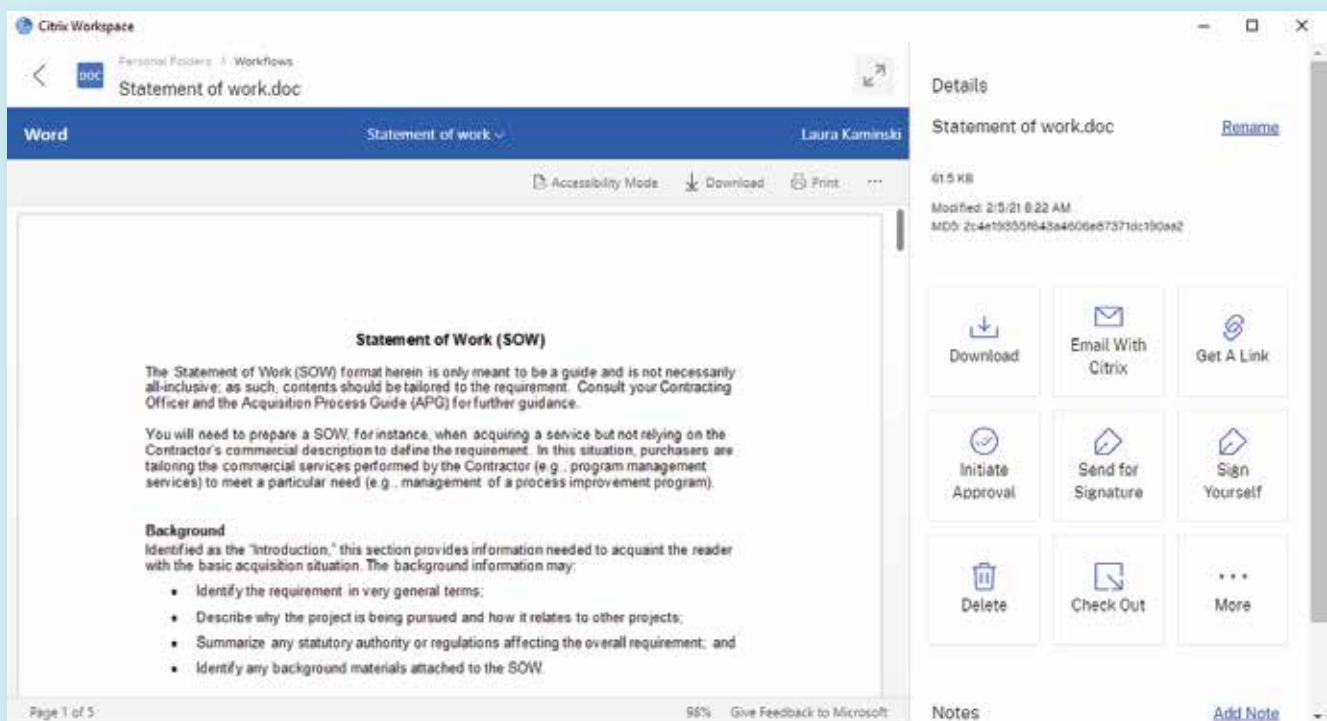 Citrix Workspace
Personal Folders > Workflows
DOC
Statement of work.doc
Word
Statement of work
Laura Kaminski
Accessibility Mode
Download
Print
...
Statement of Work (SOW)
The Statement of Work (SOW) format herein is only meant to be a guide and is not necessarily
all-inclusive; as such, contents should be tailored to the requirement. Consult your Contracting
Officer and the Acquisition Process Guide (APG) for further guidance.
You will need to prepare a SOW, for instance, when acquiring a service but not relying on the
Contractor's commercial description to define the requirement. In this situation, purchasers are
tailoring the commercial services performed by the Contractor (e.g., program management
services) to meet a particular need (e.g., management of a process improvement program).
Background
Identified as the "Introduction," this section provides information needed to acquaint the reader
with the basic acquisition situation. The background information may:
• Identify the requirement in very general terms;
• Describe why the project is being pursued and how it relates to other projects;
• Summarize any statutory authority or regulations affecting the overall requirement; and
• Identify any background materials attached to the SOW.
Page 1 of 5
98%
Give Feedback to Microsoft
Details
Statement of work.doc
Rename
61.5 KB
Modified: 2/5/21 8:22 AM
MD5:
Download
Email With
Citrix
Get A Link
Initiate
Approval
Send for
Signature
Sign
Yourself
Delete
Check Out
...
More
Notes
Add Note